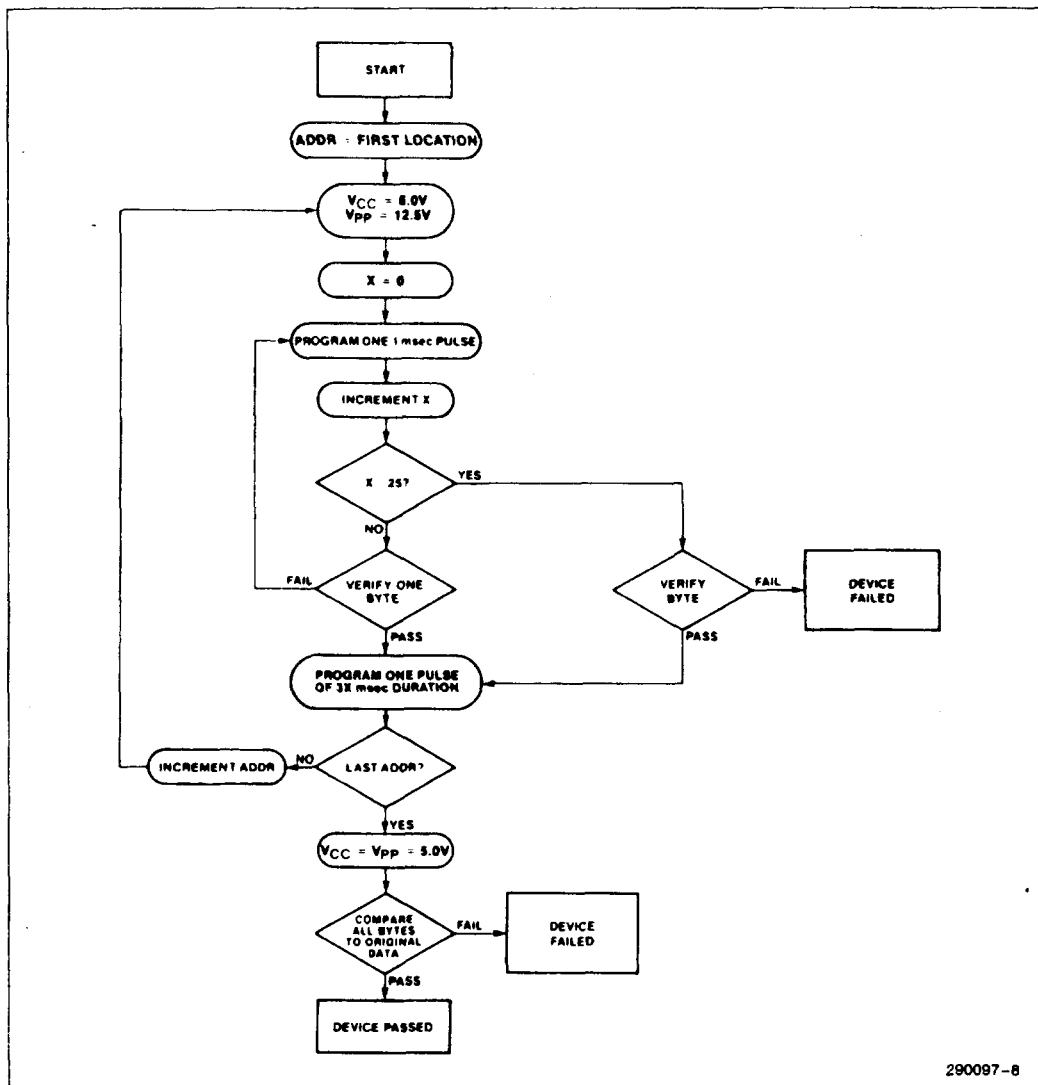 START
ADDR = FIRST LOCATION
VCC = 6.0V
VPP = 12.5V
X = 0
PROGRAM ONE 1 msec PULSE
INCREMENT X
X 25?
YES
NO
FAIL
VERIFY ONE
BYTE
VERIFY
BYTE
FAIL
DEVICE
FAILED
PASS
PASS
PROGRAM ONE PULSE
OF 3X msec DURATION
INCREMENT ADDR
NO
LAST ADDR?
YES
VCC = VPP = 5.0V
COMPARE
ALL BYTES
TO ORIGINAL
DATA
FAIL
DEVICE
FAILED
PASS
DEVICE PASSED
290097-8